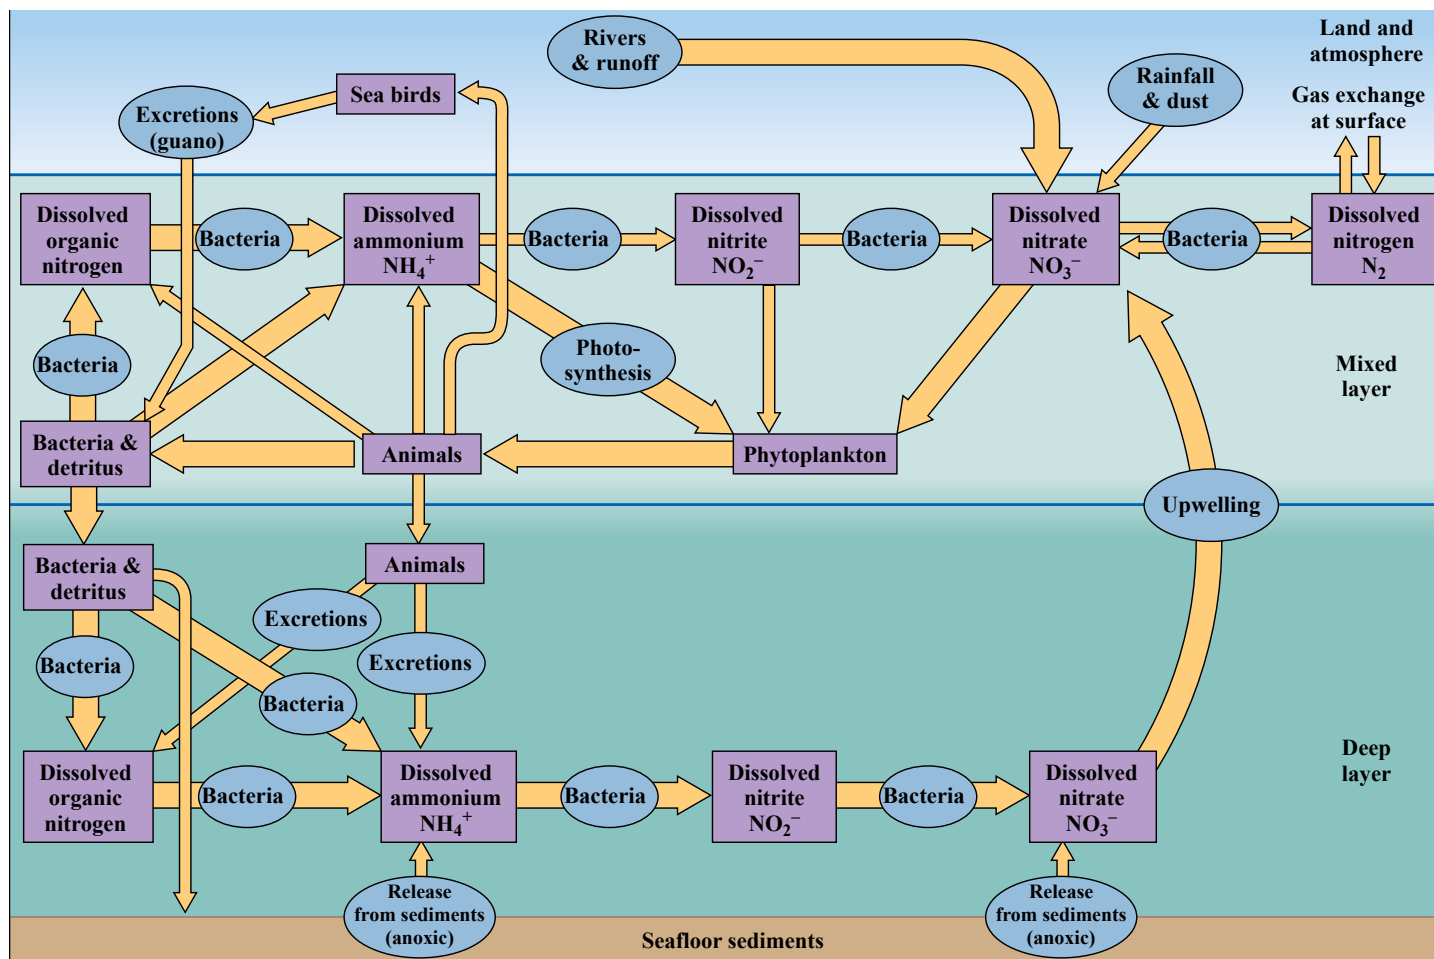 Rivers
& runoff
Land and
atmosphere
Rainfall
& dust
Gas exchange
at surface
Sea birds
Excretions
(guano)
Dissolved
organic
nitrogen
Bacteria
Dissolved
ammonium
NH₄⁺
Bacteria
Dissolved
nitrite
NO₂⁻
Bacteria
Dissolved
nitrate
NO₃⁻
Bacteria
Dissolved
nitrogen
N₂
Bacteria
Photo-
synthesis
Mixed
layer
Bacteria &
detritus
Animals
Phytoplankton
Upwelling
Bacteria &
detritus
Animals
Excretions
Bacteria
Excretions
Bacteria
Dissolved
organic
nitrogen
Bacteria
Dissolved
ammonium
NH₄⁺
Bacteria
Dissolved
nitrite
NO₂⁻
Bacteria
Dissolved
nitrate
NO₃⁻
Deep
layer
Release
from sediments
(anoxic)
Release
from sediments
(anoxic)
Seafloor sediments